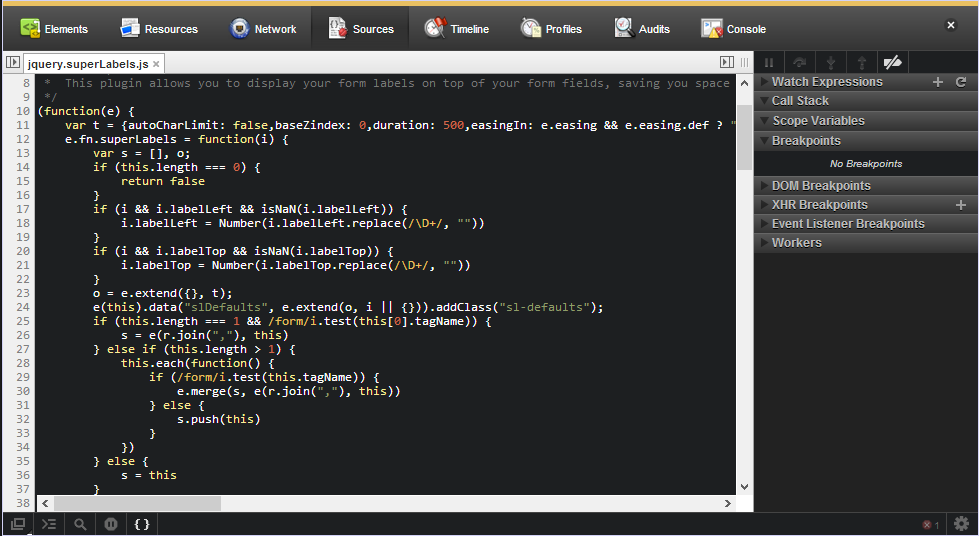 Elements Resources Network Sources Timeline Profiles Audits Console
jquery.superLabels.js ×
8 * This plugin allows you to display your form labels on top of your form fields, saving you space
9 */
10 (function(e) {
11 var t = {autoCharLimit: false,baseZindex: 0,duration: 500,easingIn: e.easing && e.easing.def ? "
12 e.fn.superLabels = function(i) {
13 var s = [], o;
14 if (this.length === 0) {
15 return false
16 }
17 if (i && i.labelLeft && isNaN(i.labelLeft)) {
18 i.labelLeft = Number(i.labelLeft.replace(/\D+/, ""))
19 }
20 if (i && i.labelTop && isNaN(i.labelTop)) {
21 i.labelTop = Number(i.labelTop.replace(/\D+/, ""))
22 }
23 o = e.extend({}, t);
24 e(this).data("slDefaults", e.extend(o, i || {})).addClass("sl-defaults");
25 if (this.length === 1 && /form/i.test(this[0].tagName)) {
26 s = e(r.join(","), this)
27 } else if (this.length > 1) {
28 this.each(function() {
29 if (/form/i.test(this.tagName)) {
30 e.merge(s, e(r.join(","), this))
31 } else {
32 s.push(this)
33 }
34 })
35 } else {
36 s = this
37 }
38
Watch Expressions
Call Stack
Scope Variables
Breakpoints
No Breakpoints
DOM Breakpoints
XHR Breakpoints
Event Listener Breakpoints
Workers
{ }
1